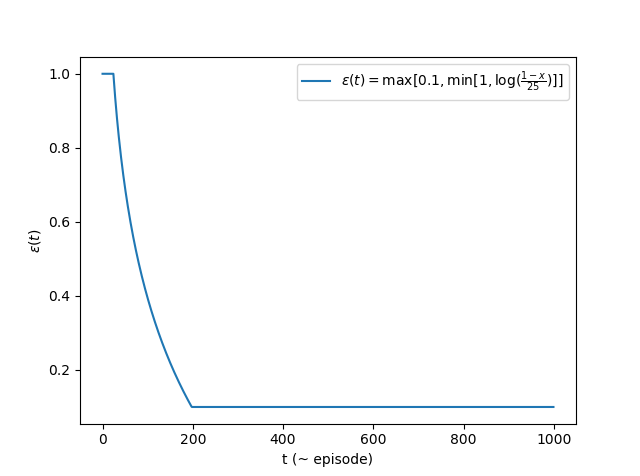 ε(t) = max[0.1, min[1, log(\frac{1-x}{25})]]
1.0
0.8
0.6
0.4
0.2
ε(t)
0 200 400 600 800 1000
t (~ episode)